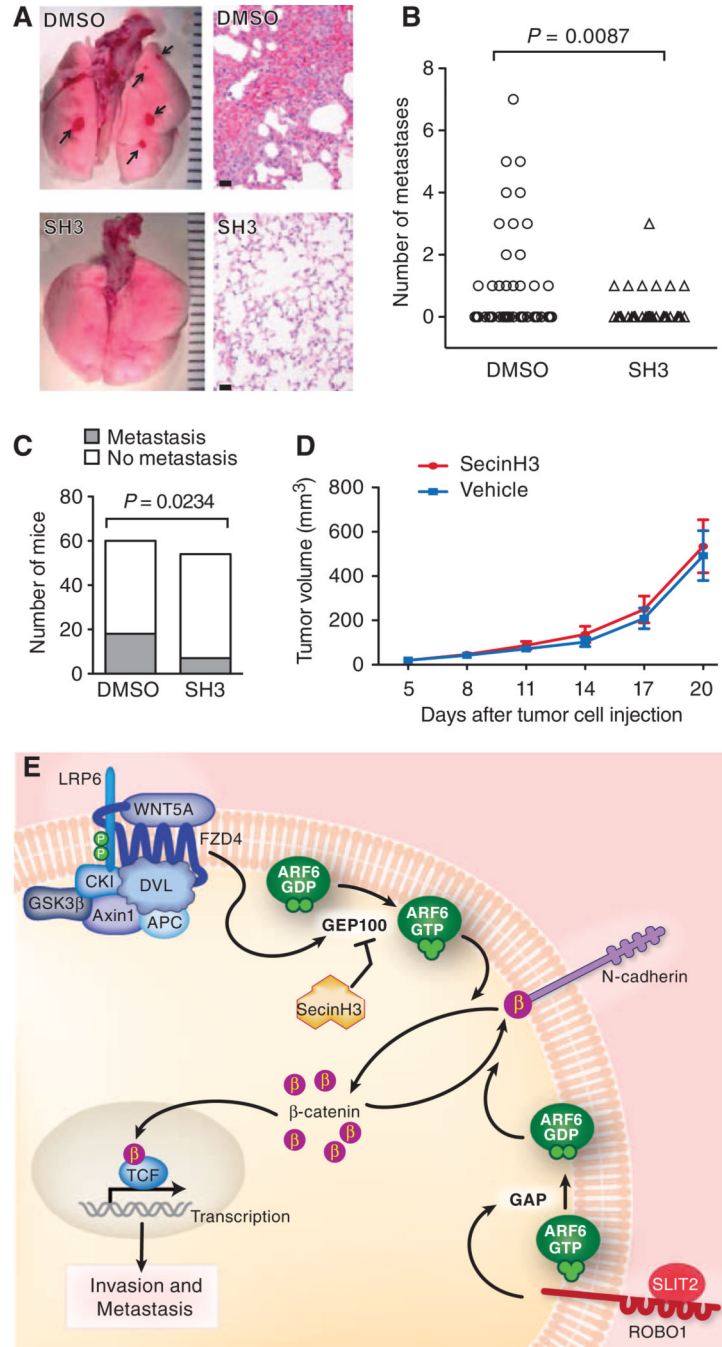 A
DMSO
DMSO
SH3
SH3
B
P = 0.0087
Number of metastases
8
6
4
2
0
DMSO
SH3
C
Metastasis
No metastasis
P = 0.0234
Number of mice
80
60
40
20
0
DMSO
SH3
D
SecinH3
Vehicle
Tumor volume (mm³)
800
600
400
200
0
5 8 11 14 17 20
Days after tumor cell injection
E
LRP6
WNT5A
FZD4
P
P
CKI
DVL
GSK3β
Axin1
APC
ARF6
GDP
GEP100
ARF6
GTP
SecinH3
N-cadherin
β
β
β
β-catenin
β
β
β
β
TCF
Transcription
Invasion and
Metastasis
ARF6
GDP
GAP
ARF6
GTP
SLIT2
ROBO1